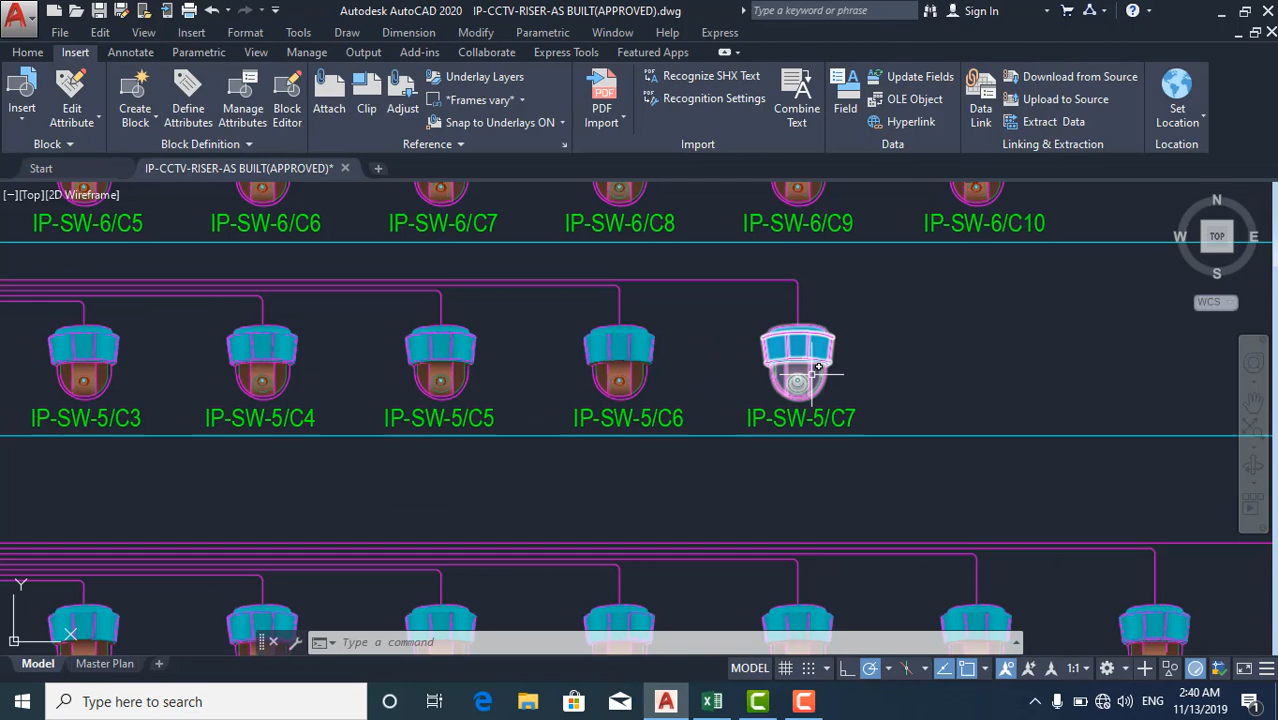 Autodesk AutoCAD 2020 IP-CCTV-RISER-AS BUILT(APPROVED).dwg
Type a keyword or phrase
Sign In
File Edit View Insert Format Tools Draw Dimension Modify Parametric Window Help Express
Home Insert Annotate Parametric View Manage Output Add-ins Collaborate Express Tools Featured Apps
Insert
Edit Attribute
Create Block
Define Attributes
Manage Attributes
Block Editor
Attach
Clip
Adjust
Underlay Layers
*Frames vary*
Snap to Underlays ON
PDF
PDF Import
Recognize SHX Text
Recognition Settings
Combine Text
Field
Update Fields
OLE Object
Hyperlink
Data Link
Download from Source
Upload to Source
Extract Data
Set Location
Block
Block Definition
Reference
Import
Data
Linking & Extraction
Location
Start IP-CCTV-RISER-AS BUILT(APPROVED)*
[−][Top][2D Wireframe]
N
W TOP E
S
WCS
IP-SW-6/C5 IP-SW-6/C6 IP-SW-6/C7 IP-SW-6/C8 IP-SW-6/C9 IP-SW-6/C10
IP-SW-5/C3 IP-SW-5/C4 IP-SW-5/C5 IP-SW-5/C6 IP-SW-5/C7
Y
X
Type a command
Model Master Plan
MODEL 1:1
Type here to search
ENG
2:40 AM
11/13/2019
1